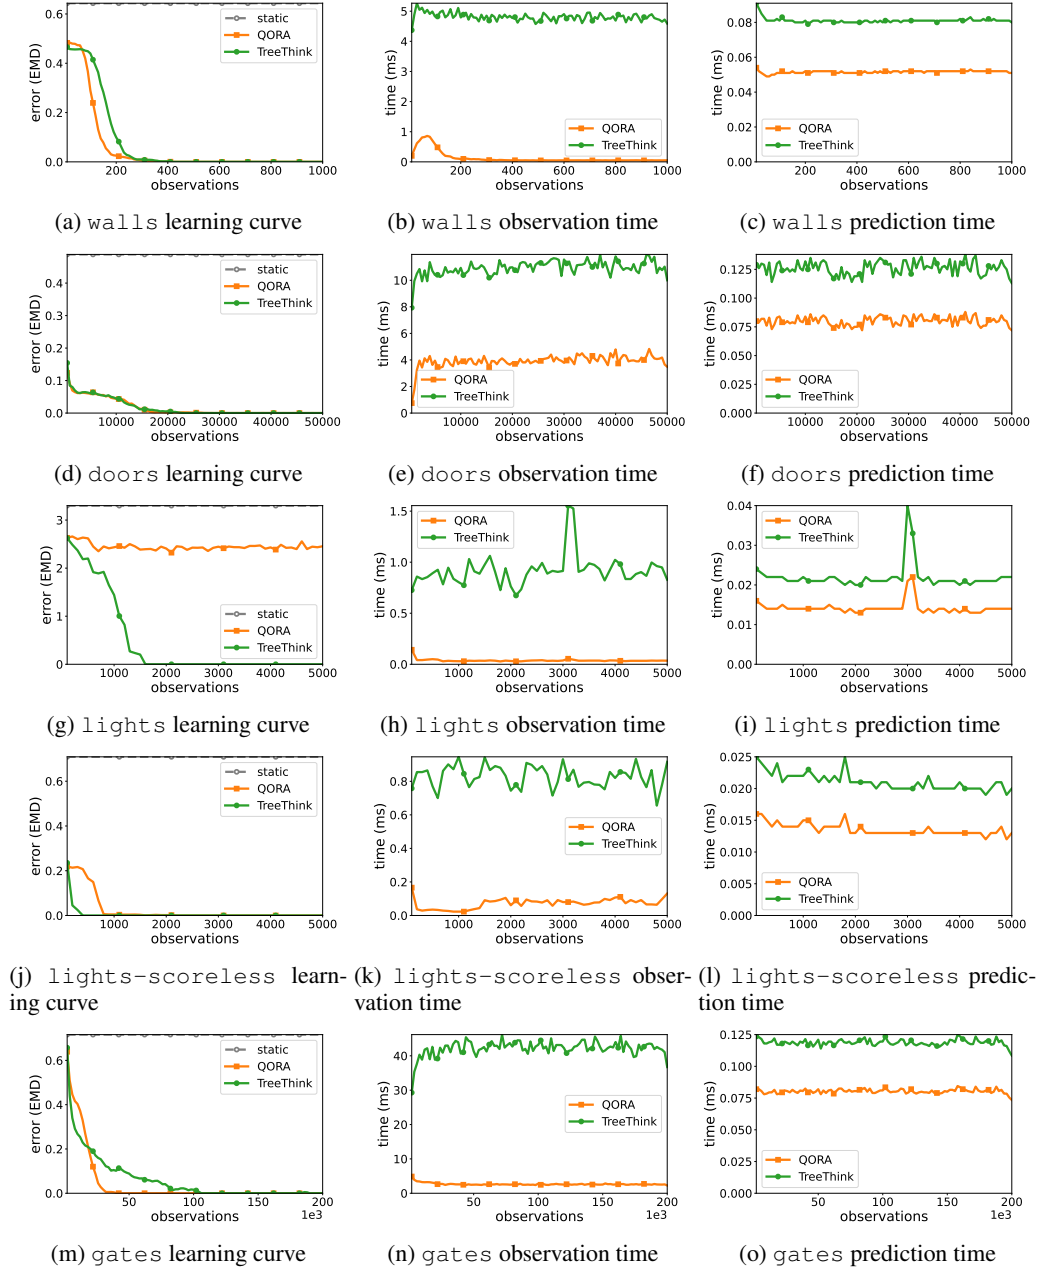 0.6
0.4
0.2
0.0
error (EMD)
static
QORA
TreeThink
200 400 600 800 1000
observations
5
4
3
2
1
0
time (ms)
QORA
TreeThink
200 400 600 800 1000
observations
0.08
0.06
0.04
0.02
0.00
time (ms)
QORA
TreeThink
200 400 600 800 1000
observations
(a) walls learning curve
(b) walls observation time
(c) walls prediction time
0.4
0.3
0.2
0.1
0.0
error (EMD)
static
QORA
TreeThink
10000 20000 30000 40000 50000
observations
10
8
6
4
2
0
time (ms)
QORA
TreeThink
10000 20000 30000 40000 50000
observations
0.125
0.100
0.075
0.050
0.025
0.000
time (ms)
QORA
TreeThink
10000 20000 30000 40000 50000
observations
(d) doors learning curve
(e) doors observation time
(f) doors prediction time
3
2
1
0
error (EMD)
static
QORA
TreeThink
1000 2000 3000 4000 5000
observations
1.5
1.0
0.5
0.0
time (ms)
QORA
TreeThink
1000 2000 3000 4000 5000
observations
0.04
0.03
0.02
0.01
0.00
time (ms)
QORA
TreeThink
1000 2000 3000 4000 5000
observations
(g) lights learning curve
(h) lights observation time
(i) lights prediction time
0.6
0.4
0.2
0.0
error (EMD)
static
QORA
TreeThink
1000 2000 3000 4000 5000
observations
0.8
0.6
0.4
0.2
0.0
time (ms)
QORA
TreeThink
1000 2000 3000 4000 5000
observations
0.025
0.020
0.015
0.010
0.005
0.000
time (ms)
QORA
TreeThink
1000 2000 3000 4000 5000
observations
(j) lights-scoreless learn-
ing curve
(k) lights-scoreless obser-
vation time
(l) lights-scoreless predic-
tion time
0.6
0.4
0.2
0.0
error (EMD)
static
QORA
TreeThink
50 100 150 200
observations 1e3
40
30
20
10
0
time (ms)
QORA
TreeThink
50 100 150 200
observations 1e3
0.125
0.100
0.075
0.050
0.025
0.000
time (ms)
QORA
TreeThink
50 100 150 200
observations 1e3
(m) gates learning curve
(n) gates observation time
(o) gates prediction time